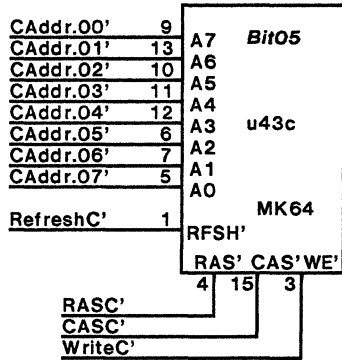 CAddr.00' 9 Bit05
CAddr.01' 13 A7
CAddr.02' 10 A6
CAddr.03' 11 A5
CAddr.04' 12 A4
CAddr.05' 6 A3 u43c
CAddr.06' 7 A2
CAddr.07' 5 A1
A0
MK64
RefreshC' 1
RFSH'
RAS' CAS' WE'
4 15 3
RASC'
CASC'
WriteC'